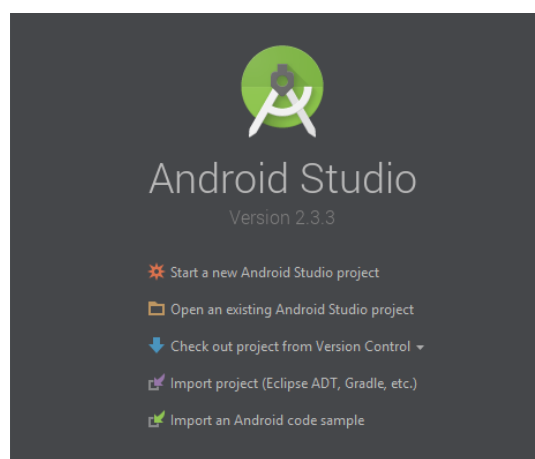 Android Studio
Version 2.3.3
Start a new Android Studio project
Open an existing Android Studio project
Check out project from Version Control
Import project (Eclipse ADT, Gradle, etc.)
Import an Android code sample